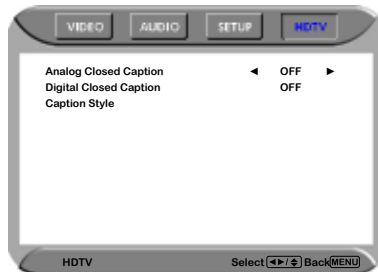 VIDEO AUDIO SETUP HDTV
Analog Closed Caption ◄ OFF ►
Digital Closed Caption OFF
Caption Style
HDTV Select ◄►/♦ Back MENU